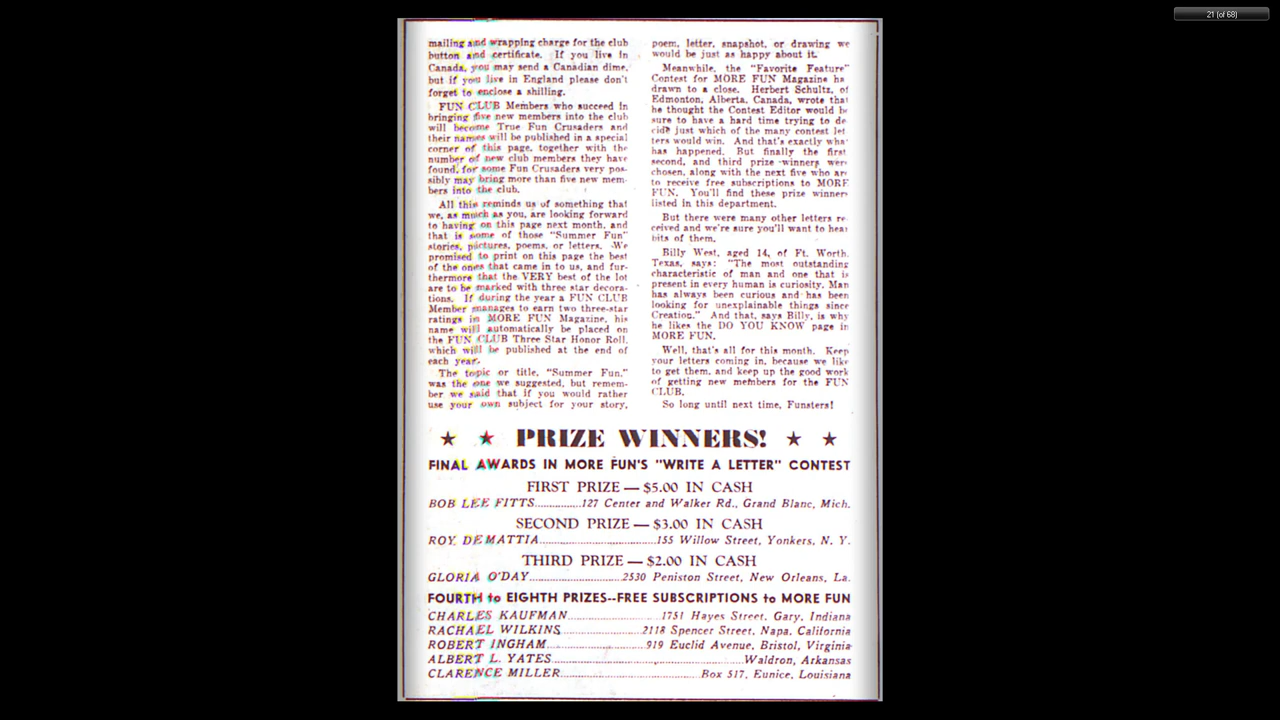 21 (of 68)
mailing and wrapping charge for the club
button and certificate. If you live in
Canada, you may send a Canadian dime,
but if you live in England please don't
forget to enclose a shilling.
FUN CLUB Members who succeed in
bringing five new members into the club
will become True Fun Crusaders and
their names will be published in a special
corner of this page, together with the
number of new club members they have
found, for some Fun Crusaders very pos-
sibly may bring more than five new mem-
bers into the club.
All this reminds us of something that
we, as much as you, are looking forward
to having on this page next month, and
that is some of those "Summer Fun"
stories, pictures, poems, or letters. We
promised to print on this page the best
of the ones that came in to us, and fur-
thermore that the VERY best of the lot
are to be marked with three star decora-
tions. If during the year a FUN CLUB
Member manages to earn two three-star
ratings in MORE FUN Magazine, his
name will automatically be placed on
the FUN CLUB Three Star Honor Roll,
which will be published at the end of
each year.
The topic or title, "Summer Fun,"
was the one we suggested, but remem-
ber we said that if you would rather
use your own subject for your story,
poem, letter, snapshot, or drawing we
would be just as happy about it.
Meanwhile, the "Favorite Feature"
Contest for MORE FUN Magazine ha
drawn to a close. Herbert Schultz, of
Edmonton, Alberta, Canada, wrote that
he thought the Contest Editor would be
sure to have a hard time trying to de
cide just which of the many contest let
ters would win. And that's exactly wha
has happened. But finally the first
second, and third prize winners were
chosen, along with the next five who are
to receive free subscriptions to MORE
FUN. You'll find these prize winners
listed in this department.
But there were many other letters re-
ceived and we're sure you'll want to hear
bits of them.
Billy West, aged 14, of Ft. Worth,
Texas, says: "The most outstanding
characteristic of man and one that is
present in every human is curiosity. Man
has always been curious and has been
looking for unexplainable things since
Creation." And that, says Billy, is why
he likes the DO YOU KNOW page in
MORE FUN.
Well, that's all for this month. Keep
your letters coming in, because we like
to get them, and keep up the good work
of getting new members for the FUN
CLUB.
So long until next time, Funsters!
★ ★ PRIZE WINNERS! ★ ★
FINAL AWARDS IN MORE FUN'S "WRITE A LETTER" CONTEST
FIRST PRIZE — $5.00 IN CASH
BOB LEE FITTS................127 Center and Walker Rd., Grand Blanc, Mich.
SECOND PRIZE — $3.00 IN CASH
ROY DE MATTIA................155 Willow Street, Yonkers, N. Y.
THIRD PRIZE — $2.00 IN CASH
GLORIA O'DAY................2530 Peniston Street, New Orleans, La.
FOURTH to EIGHTH PRIZES--FREE SUBSCRIPTIONS to MORE FUN
CHARLES KAUFMAN................1751 Hayes Street, Gary, Indiana
RACHAEL WILKINS................2118 Spencer Street, Napa, California
ROBERT INGHAM................919 Euclid Avenue, Bristol, Virginia
ALBERT L. YATES................Waldron, Arkansas
CLARENCE MILLER................Box 517, Eunice, Louisiana